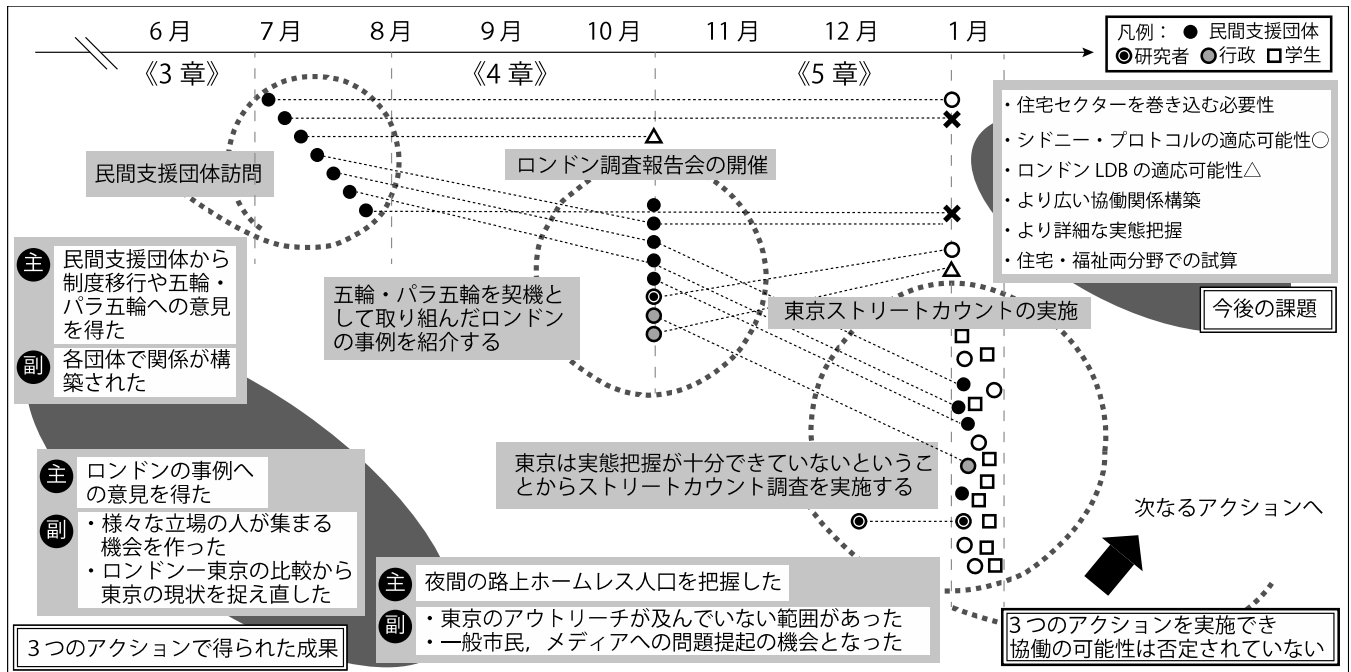 6月 7月 8月 9月 10月 11月 12月 1月
凡例： ● 民間支援団体
◉研究者 ●行政 □学生
《3章》 《4章》 《5章》
民間支援団体訪問
ロンドン調査報告会の開催
・住宅セクターを巻き込む必要性
・シドニー・プロトコルの適応可能性○
・ロンドンLDBの適応可能性△
・より広い協働関係構築
・より詳細な実態把握
・住宅・福祉両分野での試算
今後の課題
主
民間支援団体から
制度移行や五輪・
パラ五輪への意見
を得た
副
各団体で関係が構
築された
五輪・パラ五輪を契機と
して取り組んだロンドン
の事例を紹介する
東京ストリートカウントの実施
主
ロンドンの事例へ
の意見を得た
副
・様々な立場の人が集まる
機会を作った
・ロンドンー東京の比較から
東京の現状を捉え直した
東京は実態把握が十分できていないというこ
とからストリートカウント調査を実施する
次なるアクションへ
主
夜間の路上ホームレス人口を把握した
副
・東京のアウトリーチが及んでいない範囲があった
・一般市民，メディアへの問題提起の機会となった
３つのアクションで得られた成果
３つのアクションを実施でき
協働の可能性は否定されていない